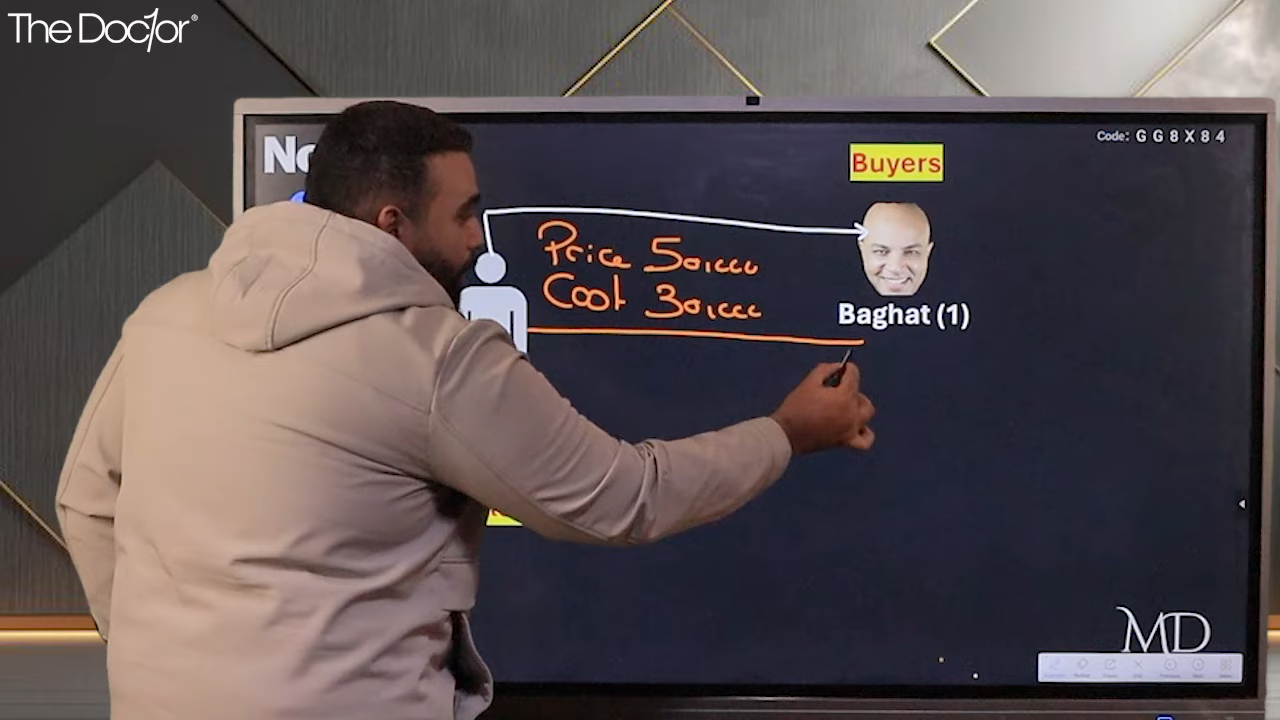 The Doctor®
Code: G G 8 X 8 4
Buyers
Price 50,000
Cost 30,000
Baghat (1)
MD